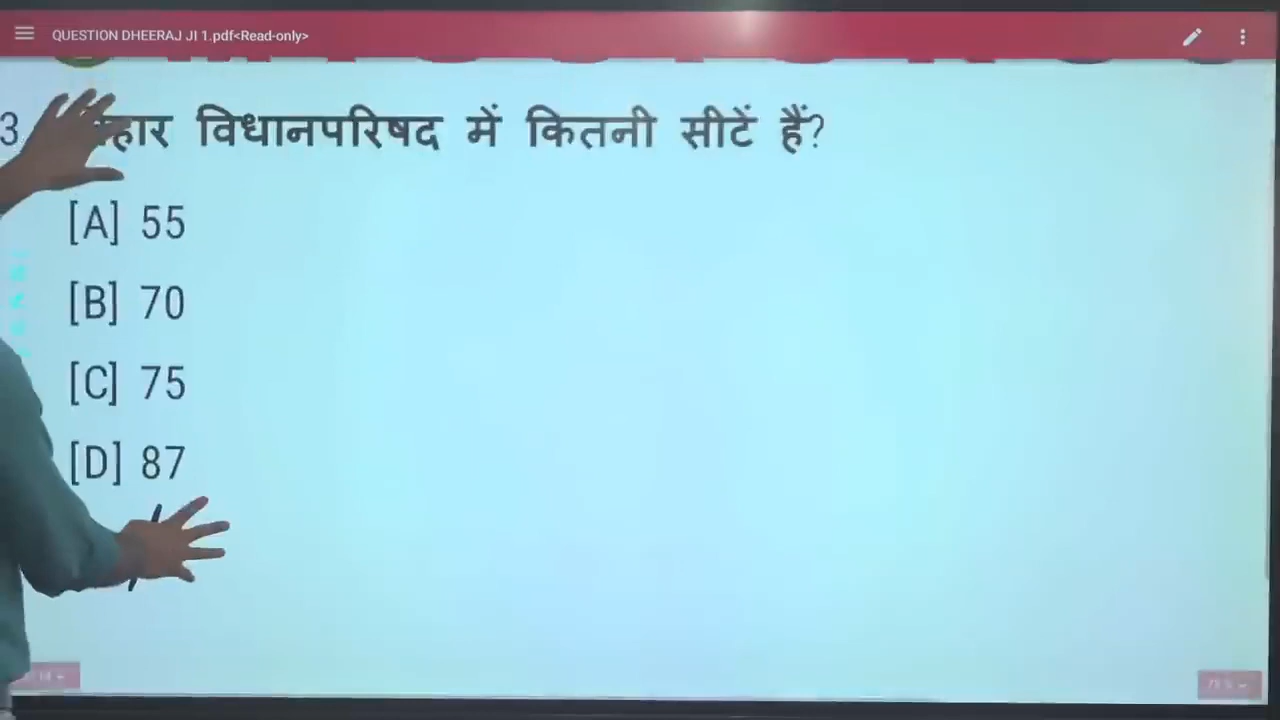 QUESTION DHEERAJ JI 1.pdf<Read-only>
3 विधानपरिषद में कितनी सीटें हैं?
[A] 55
[B] 70
[C] 75
[D] 87